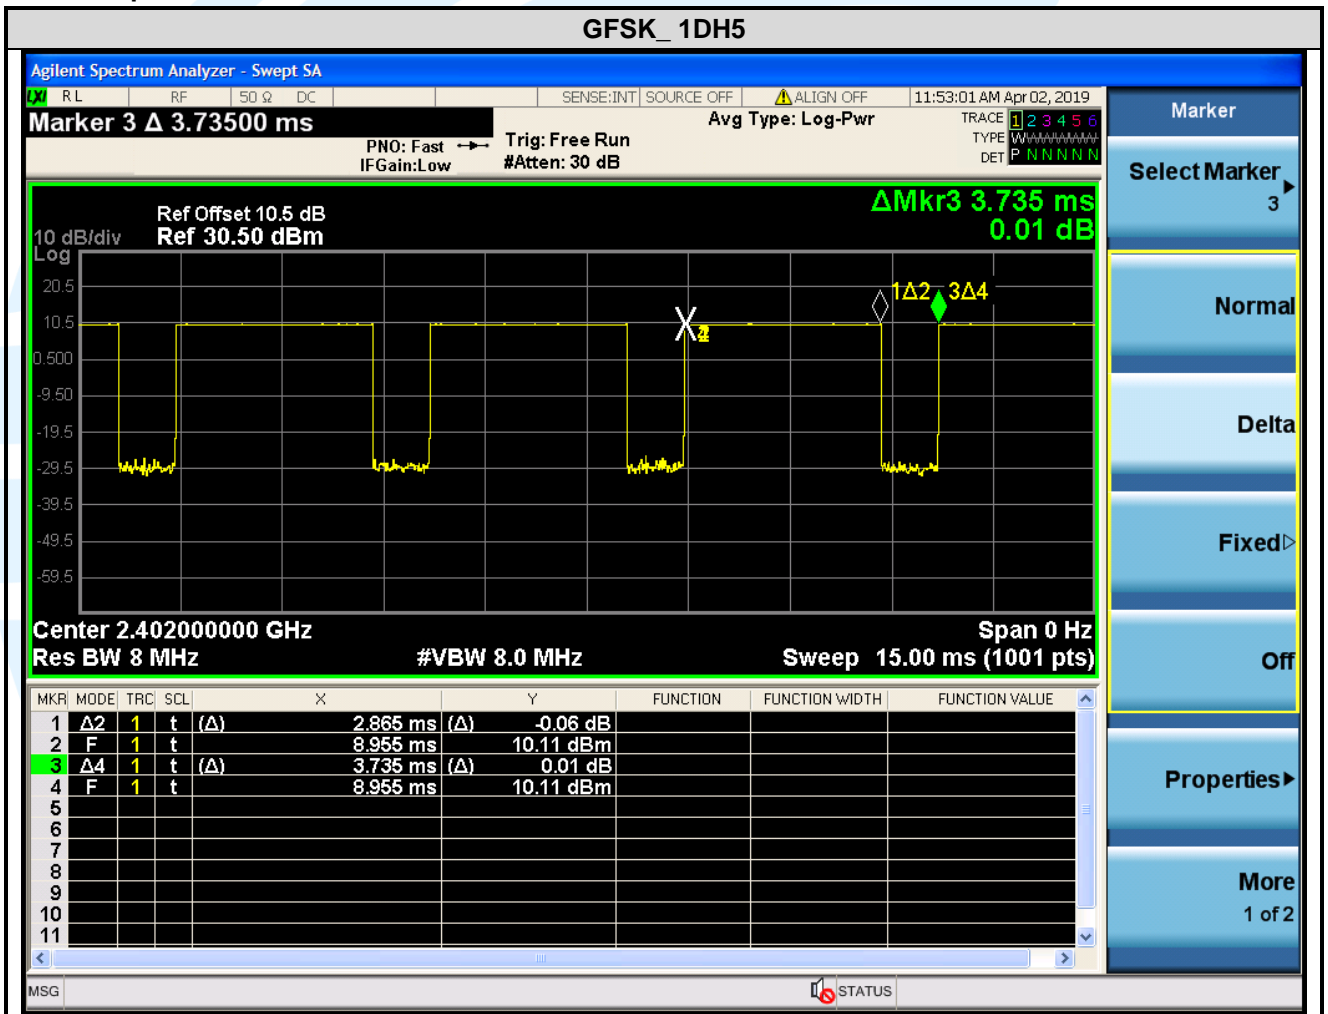 GFSK_ 1DH5
Agilent Spectrum Analyzer - Swept SA
LXI RL RF 50 Ω DC SENSE:INT SOURCE OFF ALIGN OFF 11:53:01 AM Apr 02, 2019
Marker 3 Δ 3.73500 ms
PNO: Fast
IFGain:Low
Trig: Free Run
#Atten: 30 dB
Avg Type: Log-Pwr
TRACE 1 2 3 4 5 6
TYPE W
DET P N N N N N
Ref Offset 10.5 dB
10 dB/div Ref 30.50 dBm
Log
ΔMkr3 3.735 ms
0.01 dB
20.5
10.5
0.500
-9.50
-19.5
-29.5
-39.5
-49.5
-59.5
1Δ2 3Δ4
X
Center 2.402000000 GHz Span 0 Hz
Res BW 8 MHz #VBW 8.0 MHz Sweep 15.00 ms (1001 pts)
MKR MODE TRC SCL X Y FUNCTION FUNCTION WIDTH FUNCTION VALUE
1 Δ2 1 t (Δ) 2.865 ms (Δ) -0.06 dB
2 F 1 t 8.955 ms 10.11 dBm
3 Δ4 1 t (Δ) 3.735 ms (Δ) 0.01 dB
4 F 1 t 8.955 ms 10.11 dBm
5
6
7
8
9
10
11
MSG STATUS
Marker
Select Marker
3
Normal
Delta
Fixed
Off
Properties
More
1 of 2